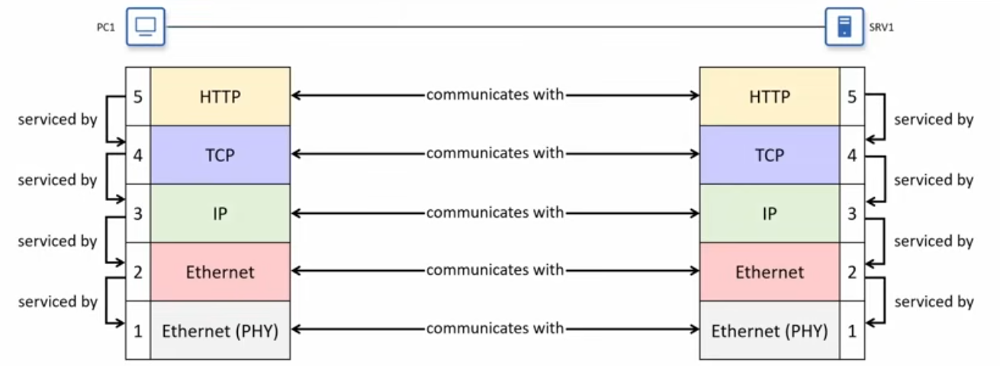 PC1
SRV1
5 HTTP communicates with HTTP 5
serviced by serviced by
4 TCP communicates with TCP 4
serviced by serviced by
3 IP communicates with IP 3
serviced by serviced by
2 Ethernet communicates with Ethernet 2
serviced by serviced by
1 Ethernet (PHY) communicates with Ethernet (PHY) 1